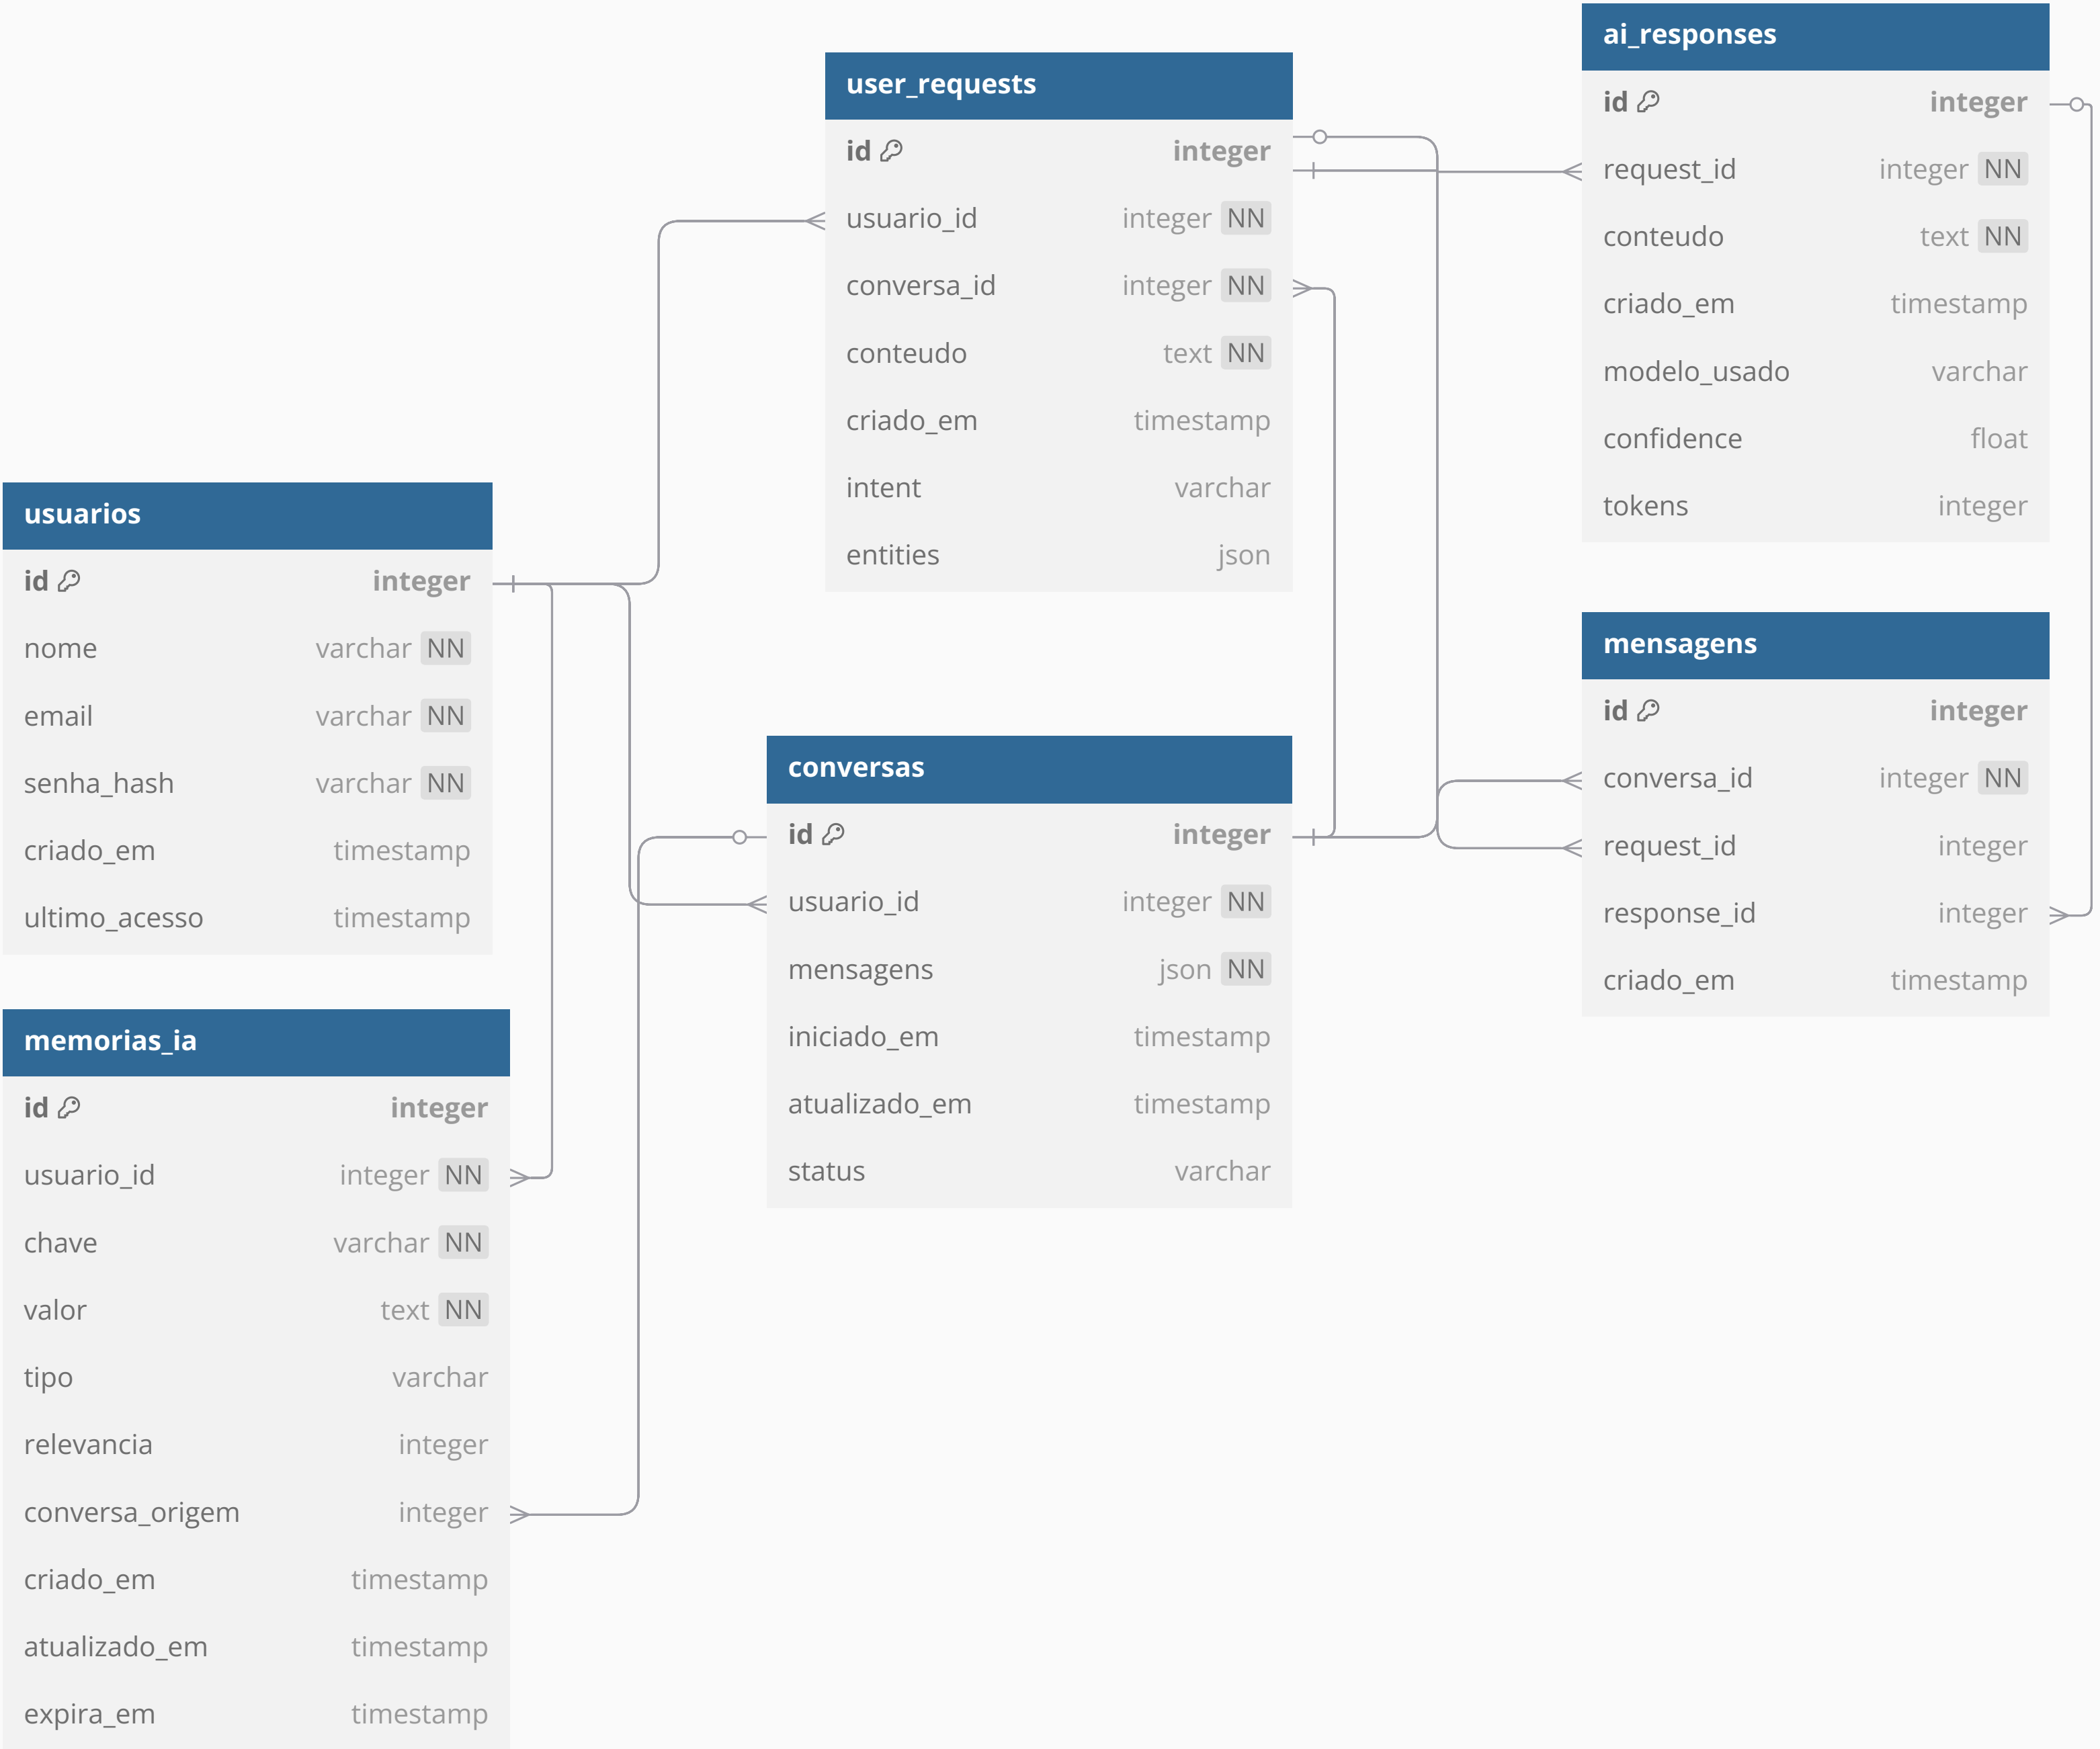 usuarios
id integer
nome varchar NN
email varchar NN
senha_hash varchar NN
criado_em timestamp
ultimo_acesso timestamp
memorias_ia
id integer
usuario_id integer NN
chave varchar NN
valor text NN
tipo varchar
relevancia integer
conversa_origem integer
criado_em timestamp
atualizado_em timestamp
expira_em timestamp
user_requests
id integer
usuario_id integer NN
conversa_id integer NN
conteudo text NN
criado_em timestamp
intent varchar
entities json
conversas
id integer
usuario_id integer NN
mensagens json NN
iniciado_em timestamp
atualizado_em timestamp
status varchar
ai_responses
id integer
request_id integer NN
conteudo text NN
criado_em timestamp
modelo_usado varchar
confidence float
tokens integer
mensagens
id integer
conversa_id integer NN
request_id integer
response_id integer
criado_em timestamp